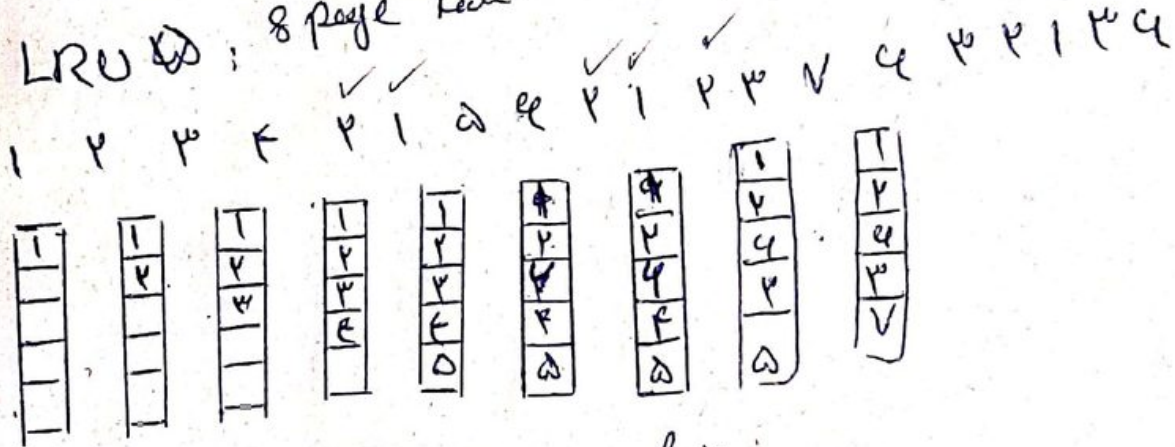 LRU : 8 page
۱ ۲ ۳ ۴ ۲ ۱ ۵ ۶ ۲ ۱ ۲ ۳ ۷ ۶ ۳ ۲ ۱ ۳ ۶
۱ ۱ ۱ ۱ ۱ ۱ ۱
۲ ۲ ۲ ۲ ۲ ۲ ۲ ۲
۳ ۳ ۳ ۶ ۶ ۶ ۶
۴ ۴ ۴ ۴ ۳ ۳
۵ ۵ ۵ ۵ ۷